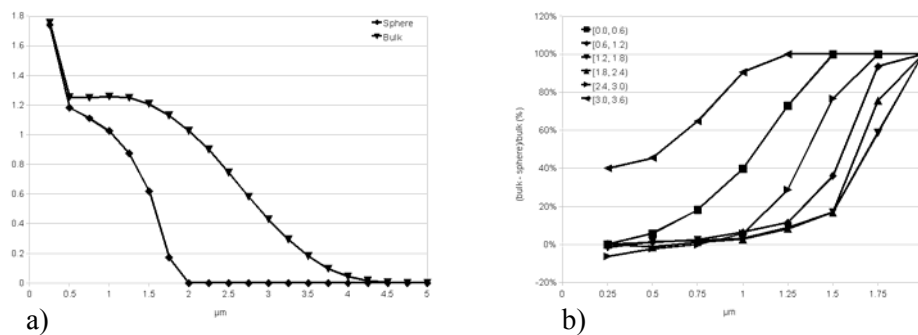 1.8
1.6
1.4
1.2
1
0.8
0.6
0.4
0.2
0
0 0.5 1 1.5 2 2.5 3 3.5 4 4.5 5
µm
Sphere
Bulk
a)
(bulk - sphere)/bulk (%)
120%
100%
80%
60%
40%
20%
0%
-20%
0 0.25 0.5 0.75 1 1.25 1.5 1.75
µm
[0.0, 0.6)
[0.6, 1.2)
[1.2, 1.8)
[1.8, 2.4)
[2.4, 3.0)
[3.0, 3.6)
b)